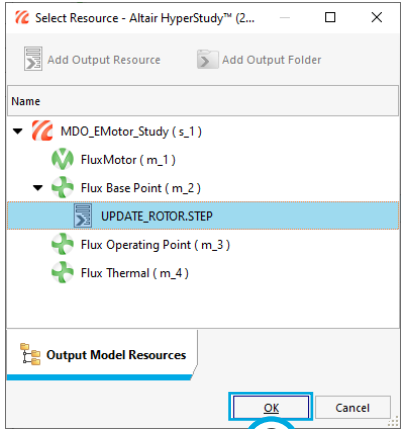 Select Resource - Altair HyperStudy™ (2...
Add Output Resource Add Output Folder
Name
MDO_EMotor_Study ( s_1 )
FluxMotor ( m_1 )
Flux Base Point ( m_2 )
UPDATE_ROTOR.STEP
Flux Operating Point ( m_3 )
Flux Thermal ( m_4 )
Output Model Resources
OK Cancel